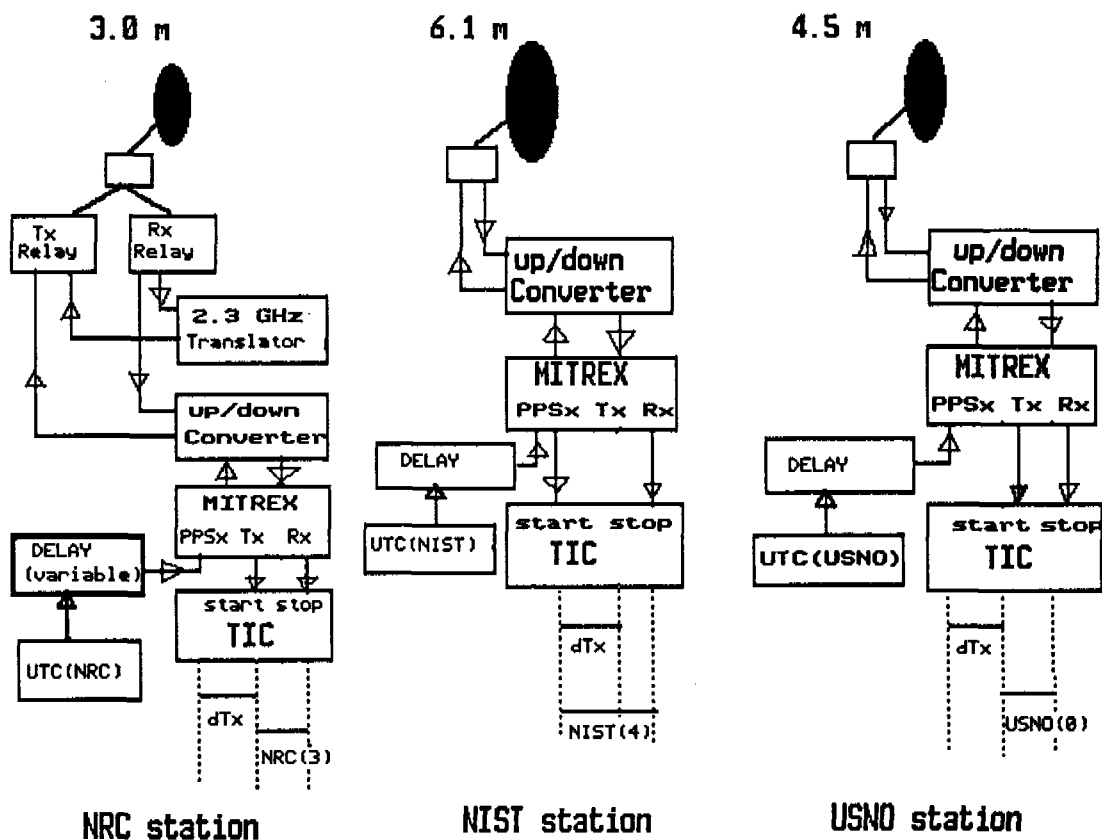 3.0 m
6.1 m
4.5 m
Tx
Relay
Rx
Relay
2.3 GHz
Translator
up/down
Converter
MITREX
PPSx Tx Rx
DELAY
(variable)
UTC(NRC)
start stop
TIC
dTx
NRC(3)
NRC station
up/down
Converter
MITREX
PPSx Tx Rx
DELAY
UTC(NIST)
start stop
TIC
dTx
NIST(4)
NIST station
up/down
Converter
MITREX
PPSx Tx Rx
DELAY
UTC(USNO)
start stop
TIC
dTx
USNO(0)
USNO station